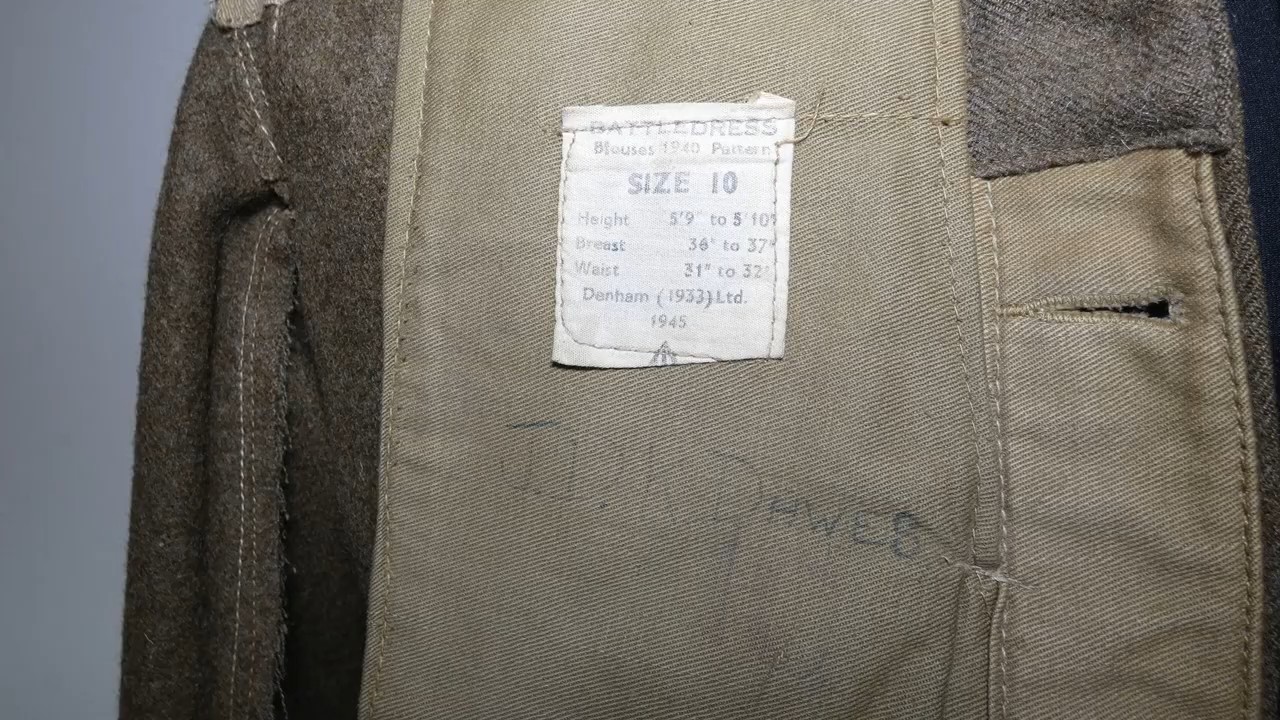 BATTLEDRESS
Blouses 1940 Pattern
SIZE 10
Height 5'9" to 5'10"
Breast 36" to 37"
Waist 31" to 32"
Denham (1933) Ltd.
1945